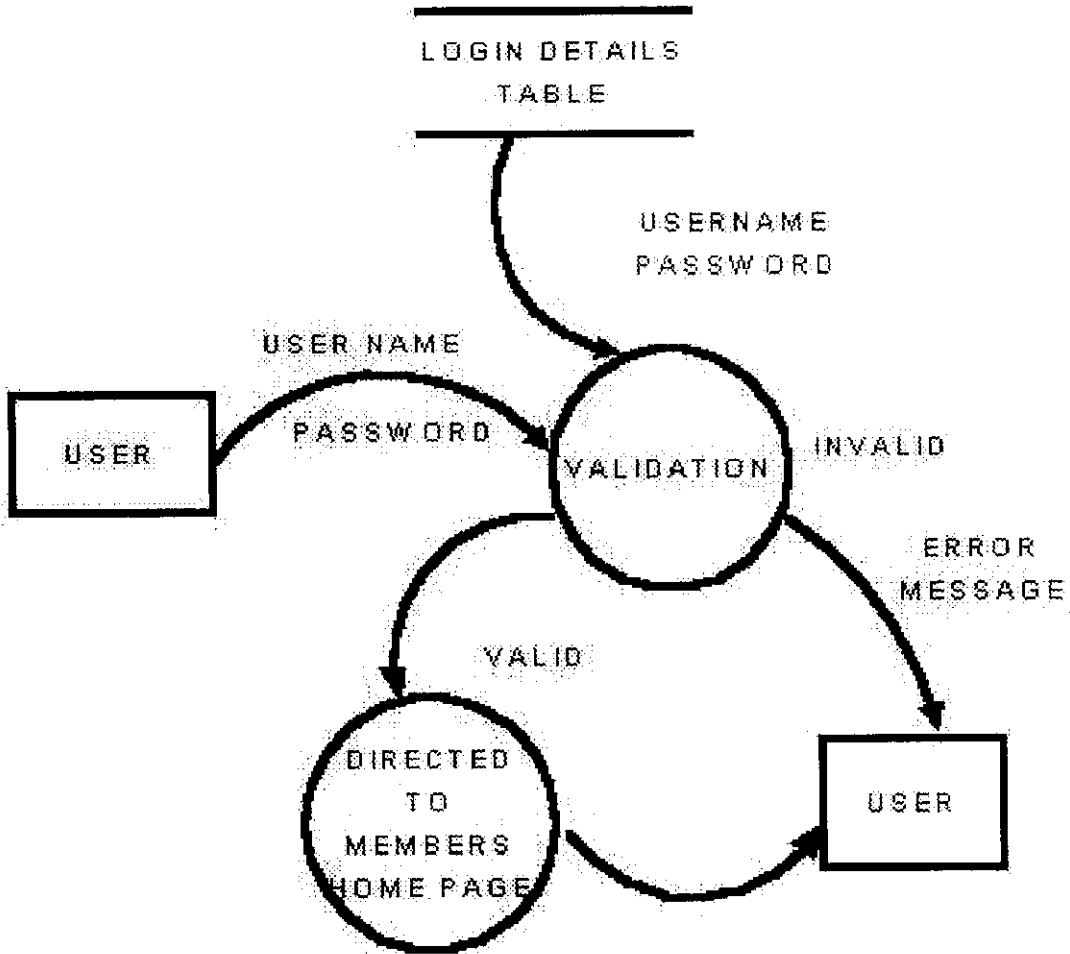 LOGIN DETAILS
TABLE
USERNAME
PASSWORD
USER NAME
PASSWORD
USER
VALIDATION
INVALID
ERROR
MESSAGE
VALID
DIRECTED
TO
MEMBERS
HOME PAGE
USER